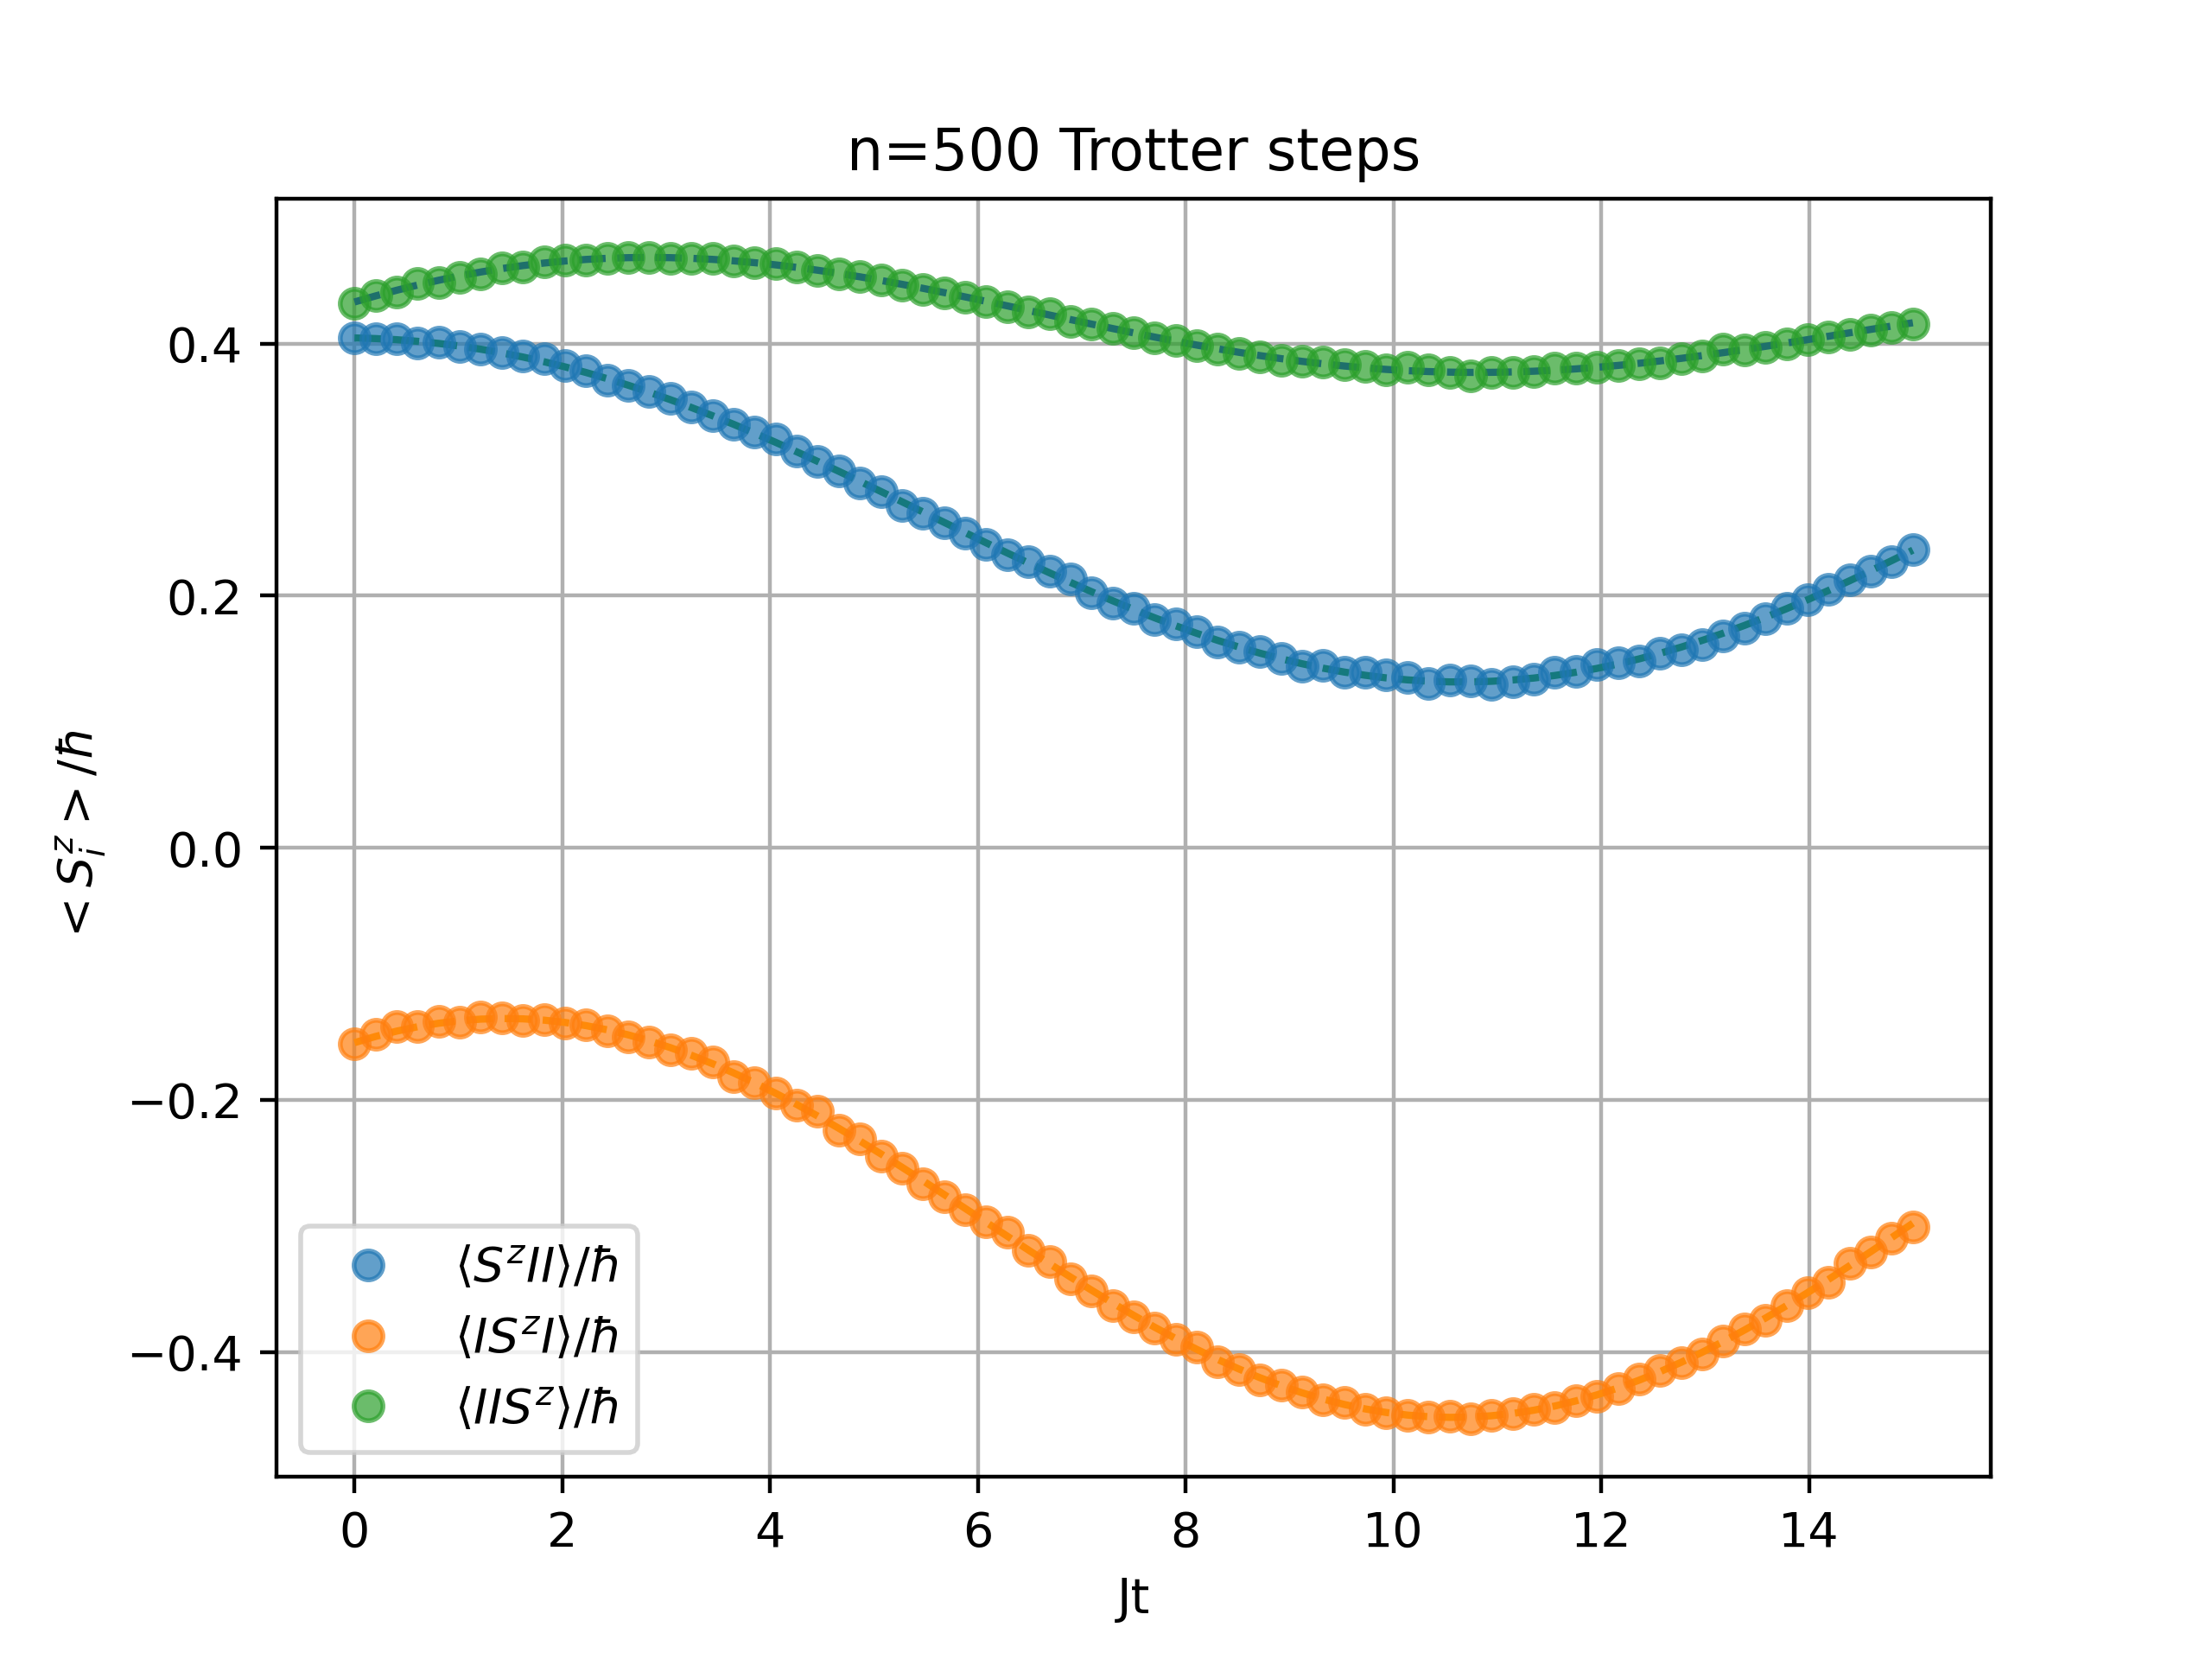 n=500 Trotter steps
0.4
0.2
0.0
−0.2
−0.4
< S_i^z > /ħ
⟨S^z II⟩/ħ
⟨IS^z I⟩/ħ
⟨IIS^z⟩/ħ
0 2 4 6 8 10 12 14
Jt